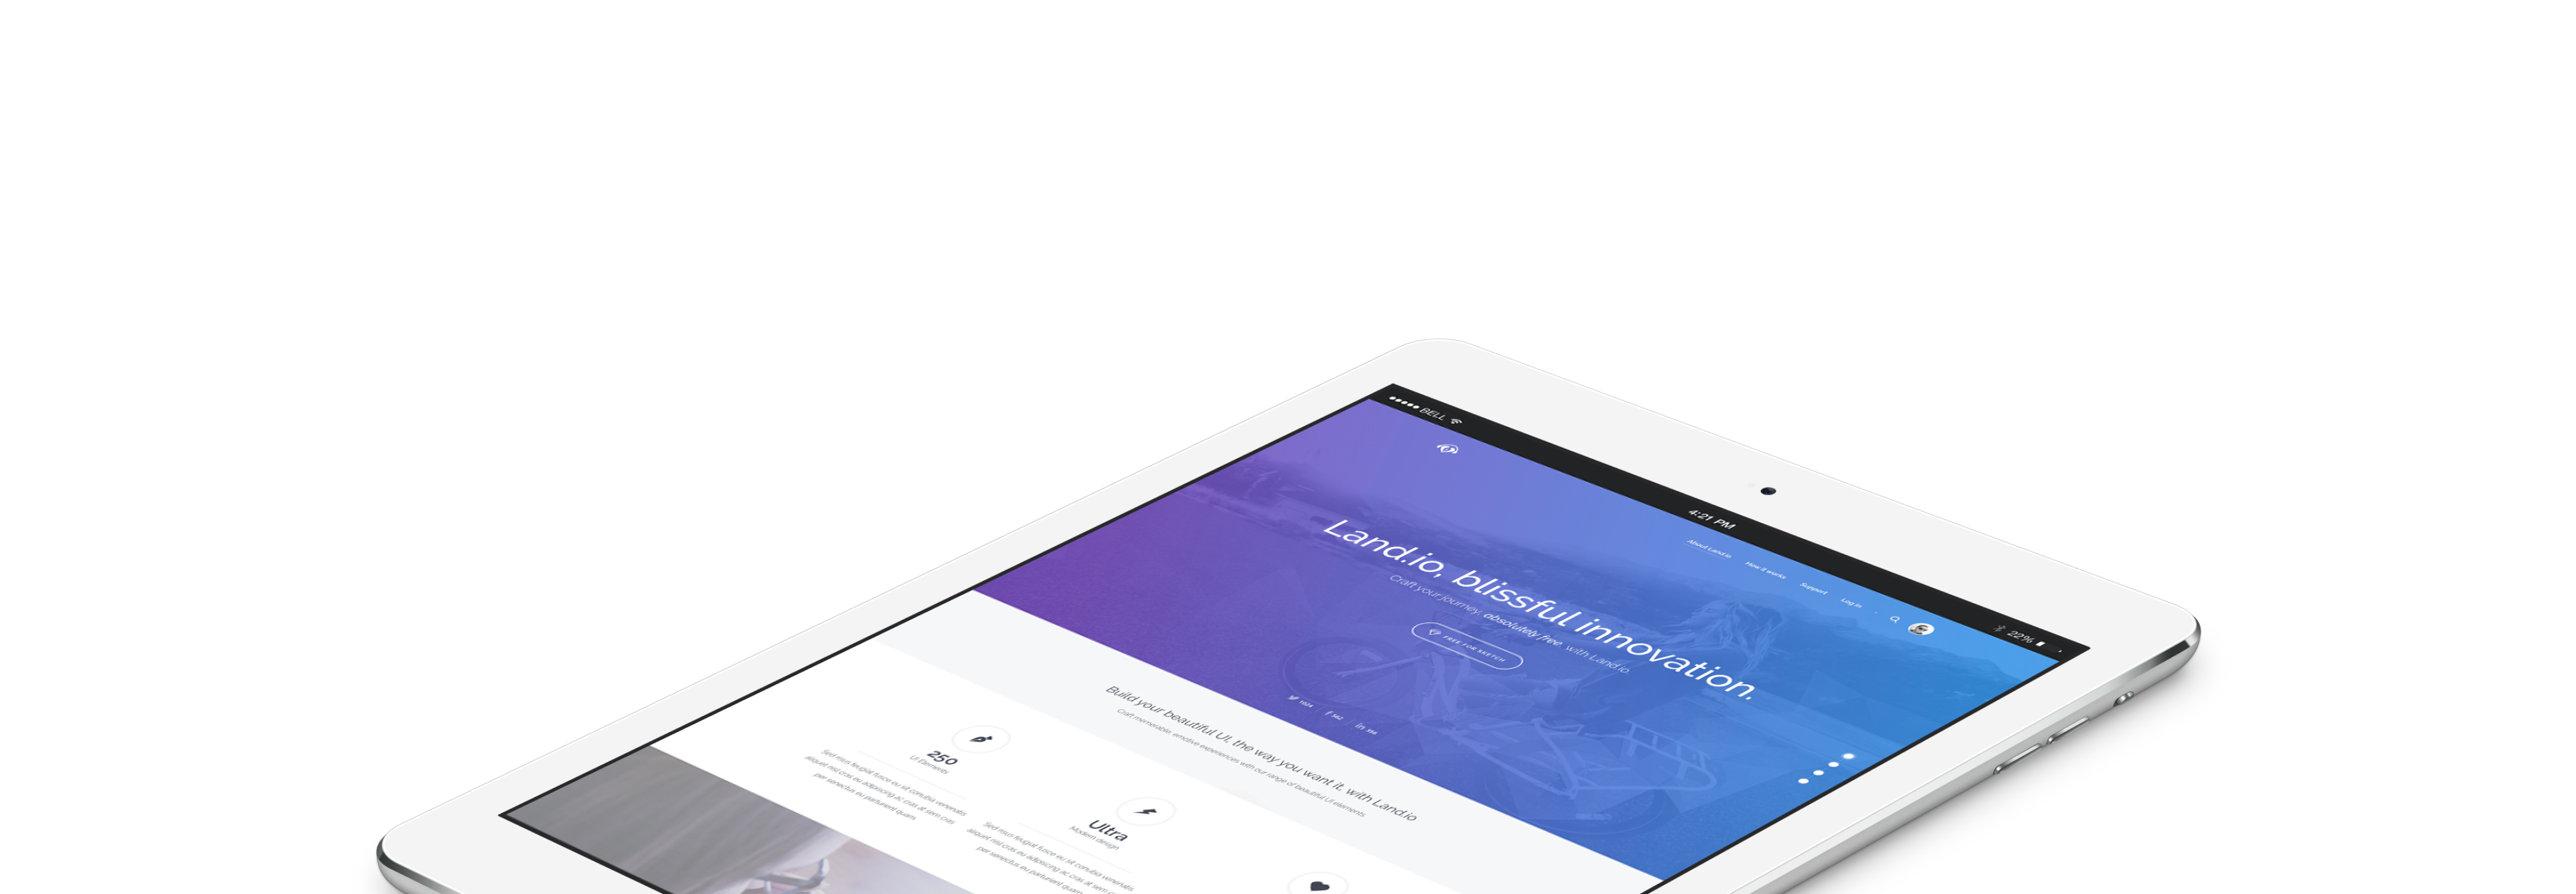 BELL
4:21 PM
22%
About Land.io
How it works
Support
Log in
Land.io, blissful innovation.
Craft your journey, absolutely free, with Land.io.
FREE FOR SKETCH
1024
562
356
Build your beautiful UI, the way you want it, with Land.io
Craft memorable, emotive experiences with our range of beautiful UI elements.
250
UI Elements
Sed risus feugiat fusce eu sit conubia venenatis
aliquet nisl cras eu adipiscing ac cras at sem cras
per senectus eu parturient quam.
Ultra
Modern design
Sed risus feugiat fusce eu sit conubia venenatis
aliquet nisl cras eu adipiscing ac cras at sem
per senectus eu parturient quam.